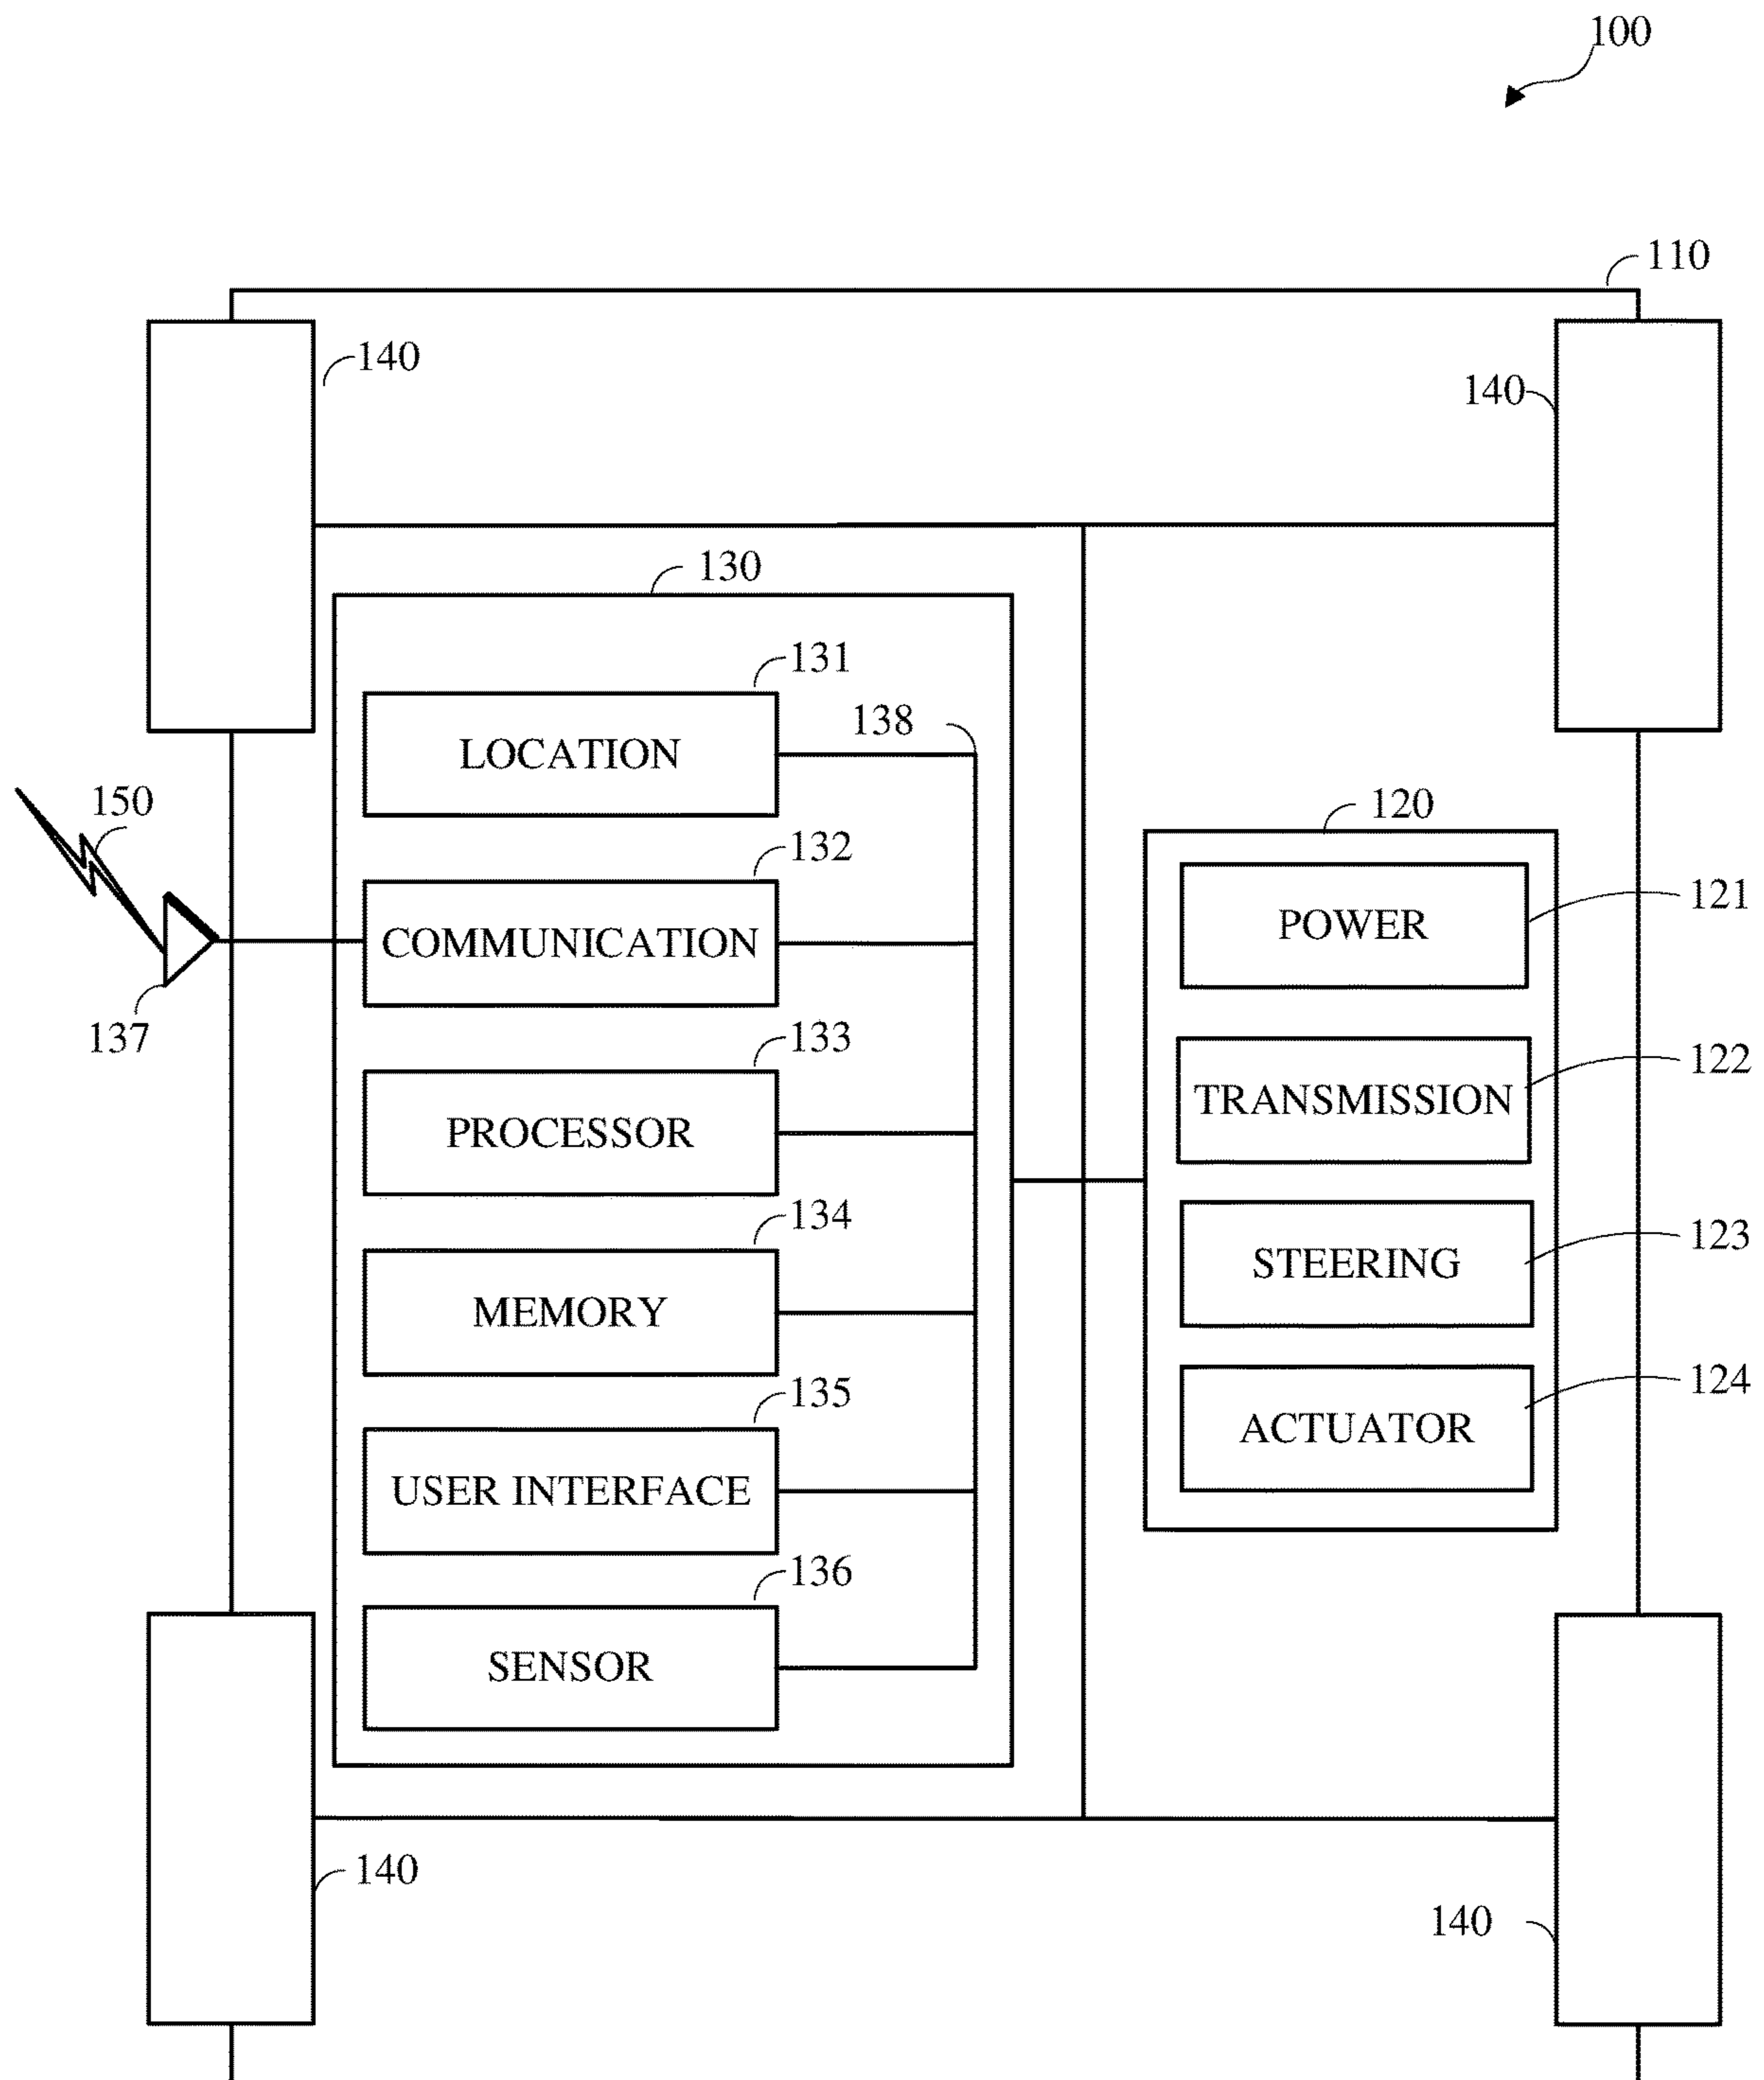 100
110
140
140
130
131
138
LOCATION
150
120
132
121
POWER
COMMUNICATION
137
133
122
TRANSMISSION
PROCESSOR
134
123
STEERING
MEMORY
135
124
ACTUATOR
USER INTERFACE
136
SENSOR
140
140